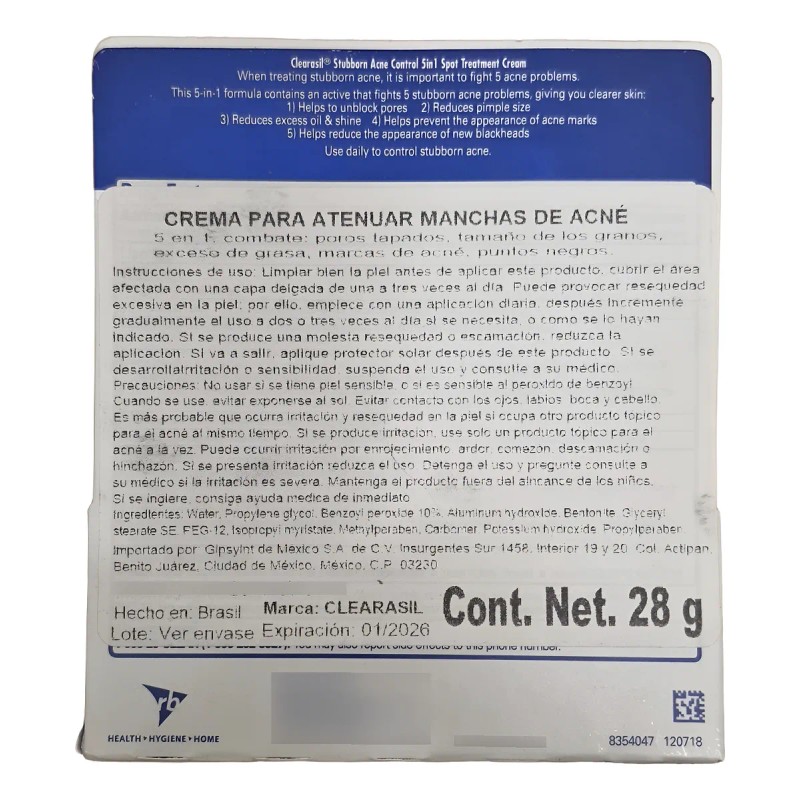 Clearasil® Stubborn Acne Control 5in1 Spot Treatment Cream
When treating stubborn acne, it is important to fight 5 acne problems.
This 5-in-1 formula contains an active that fights 5 stubborn acne problems, giving you clearer skin:
1) Helps to unblock pores 2) Reduces pimple size
3) Reduces excess oil & shine 4) Helps prevent the appearance of acne marks
5) Helps reduce the appearance of new blackheads
Use daily to control stubborn acne.
CREMA PARA ATENUAR MANCHAS DE ACNÉ
5 en 1, combate: poros tapados, tamaño de los granos,
exceso de grasa, marcas de acné, puntos negros.
Instrucciones de uso: Limpiar bien la piel antes de aplicar este producto, cubrir el área
afectada con una capa delgada de una a tres veces al día. Puede provocar resequedad
excesiva en la piel; por ello, empiece con una aplicación diaria, después incremente
gradualmente el uso a dos o tres veces al día si se necesita, o como se lo hayan
indicado. Si se produce una molesta resequedad o escamación, reduzca la
aplicación. Si va a salir, aplique protector solar después de este producto. Si se
desarrollaIrritación o sensibilidad, suspenda el uso y consulte a su médico.
Precauciones: No usar si se tiene piel sensible, o si es sensible al peroxido de benzoyl
Cuando se use, evitar exponerse al sol. Evitar contacto con los ojos, labios, boca y cabello.
Es más probable que ocurra irritación y resequedad en la piel si ocupa otro producto topico
para el acné al mismo tiempo. Si se produce irritacion, use solo un producto topico para el
acné a la vez. Puede ocurrir irritación por enrojecimiento, ardor, comezon, descamación o
hinchazón. Si se presenta irritación reduzca el uso. Detenga el uso y pregunte consulte a
su médico si la irritación es severa. Mantenga el producto fuera del alncance de los niños.
Si se ingiere, consiga ayuda medica de inmediato
Ingredientes: Water, Propylene glycol, Benzoyl peroxide 10%, Aluminum hydroxide, Bentonite, Glyceryl
stearate SE, PEG-12, Isopropyl myristate, Methylparaben, Carbomer, Potassium hydroxide, Propylparaben
Importado por: Gipsyint de México S.A. de C.V. Insurgentes Sur 1458, Interior 19 y 20, Col. Actipan,
Benito Juárez, Ciudad de México, México, C.P. 03230
Hecho en: Brasil Marca: CLEARASIL Cont. Net. 28 g
Lote: Ver envase Expiración: 01/2026
You may also report side effects to this phone number.
rb
HEALTH • HYGIENE • HOME
8354047 120718